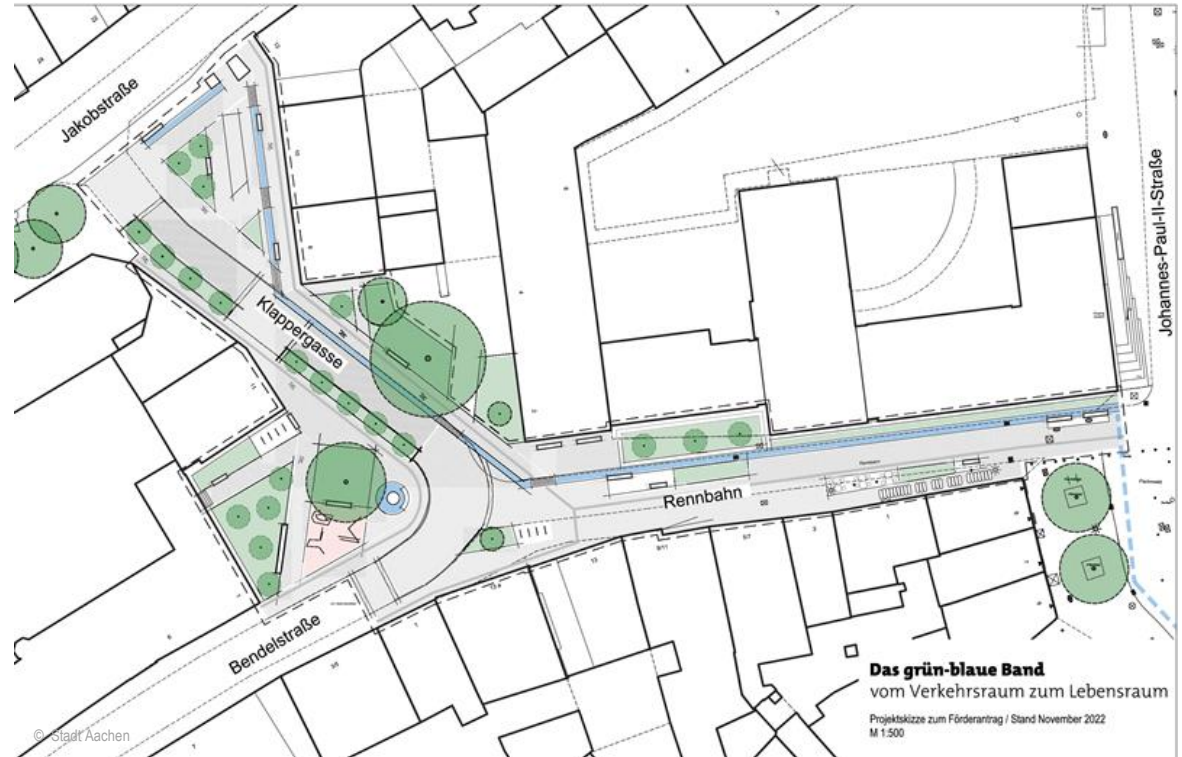 Jakobstraße
Johannes-Paul-II-Straße
Klappergasse
Rennbahn
Rennbahn
Bendelstraße
Das grün-blaue Band
vom Verkehrsraum zum Lebensraum
Projektskizze zum Förderantrag / Stand November 2022
M 1:500
© Stadt Aachen